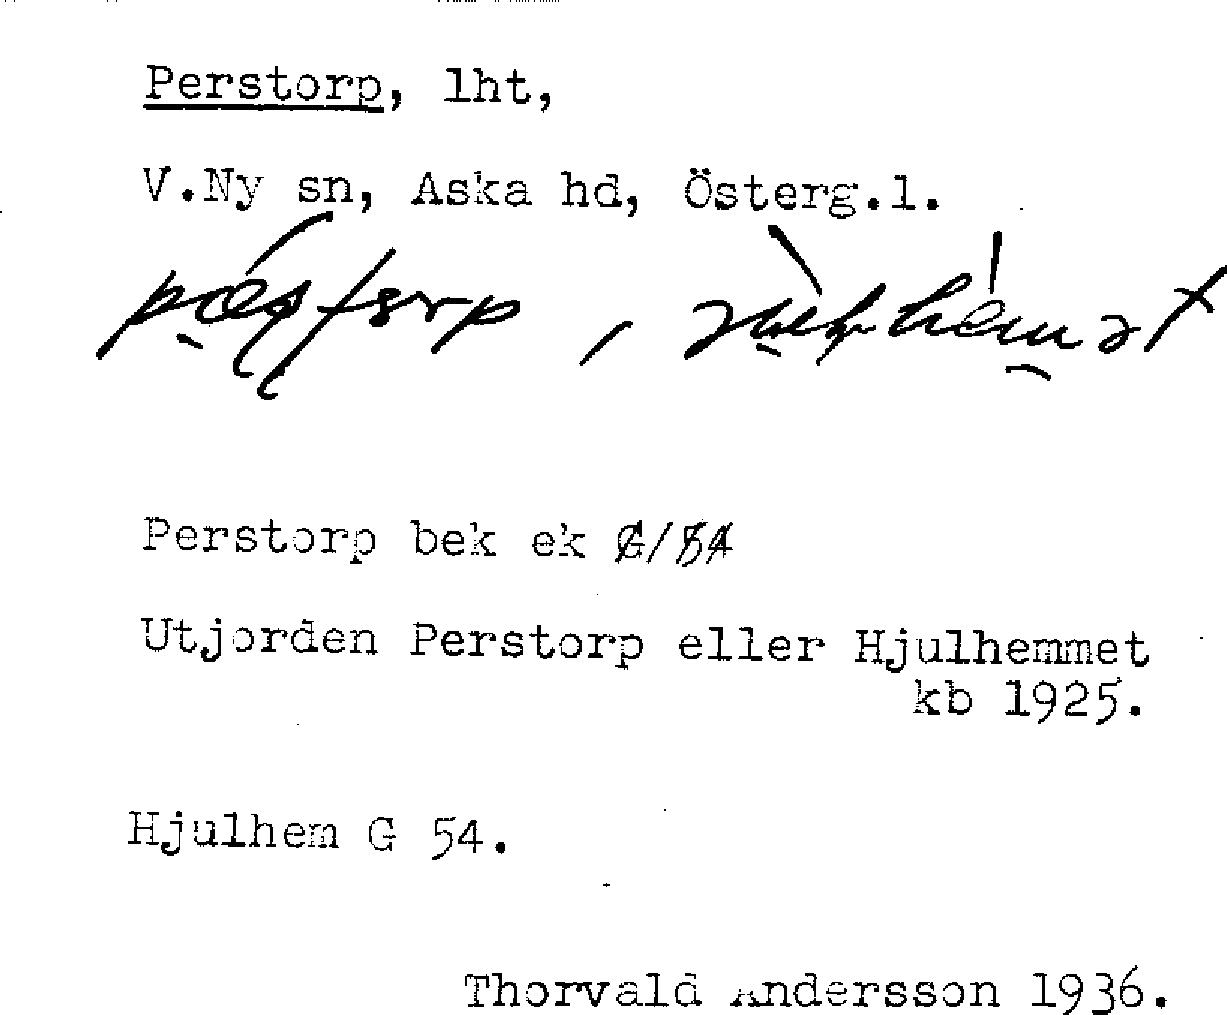 Perstorp, lht,
V.Ny sn, Aska hd, Österg.l.
Perstorp bek ek G/54
Utjorden Perstorp eller Hjulhemmet
kb 1925.
Hjulhem G 54.
Thorvald Andersson 1936.